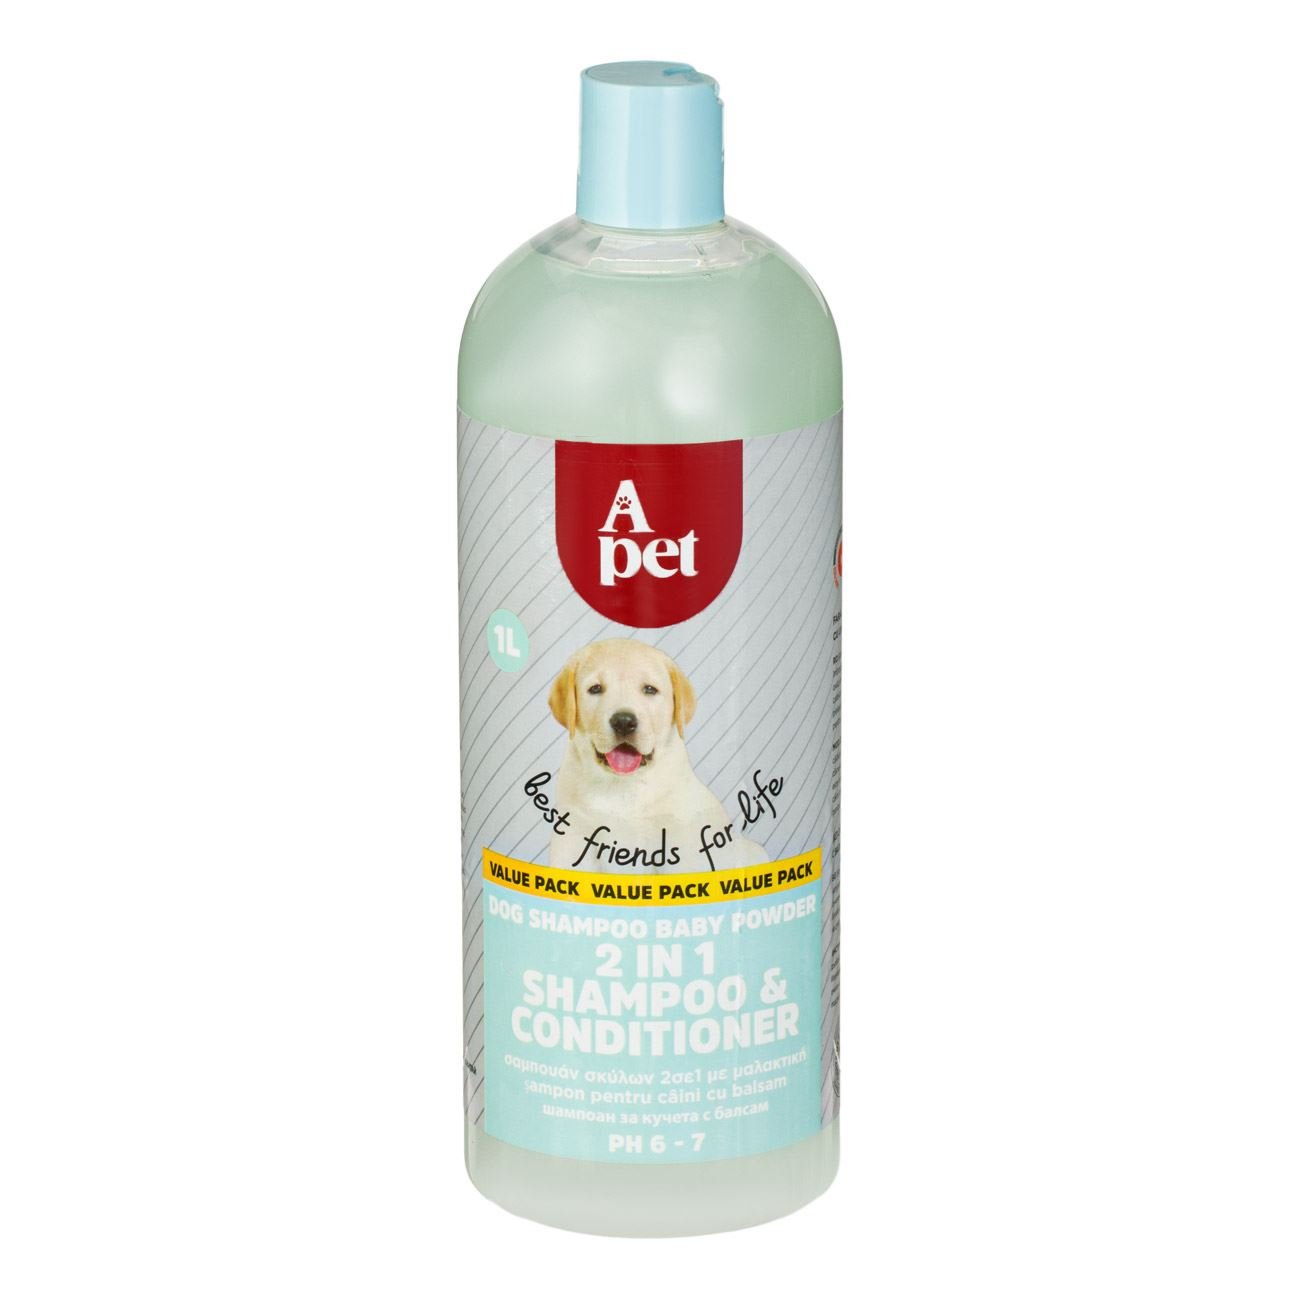 A
pet
1L
best friends for life
VALUE PACK VALUE PACK VALUE PACK
DOG SHAMPOO BABY POWDER
2 IN 1
SHAMPOO &
CONDITIONER
σαμπουάν σκύλων 2σε1 με μαλακτική
șampon pentru câini cu balsam
шампоан за кучета с балсам
PH 6 - 7